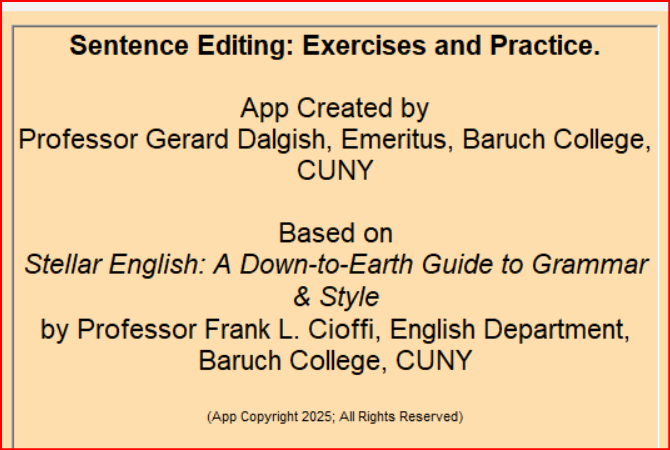 Sentence Editing: Exercises and Practice.
App Created by
Professor Gerard Dalgish, Emeritus, Baruch College,
CUNY
Based on
Stellar English: A Down-to-Earth Guide to Grammar
& Style
by Professor Frank L. Cioffi, English Department,
Baruch College, CUNY
(App Copyright 2025; All Rights Reserved)